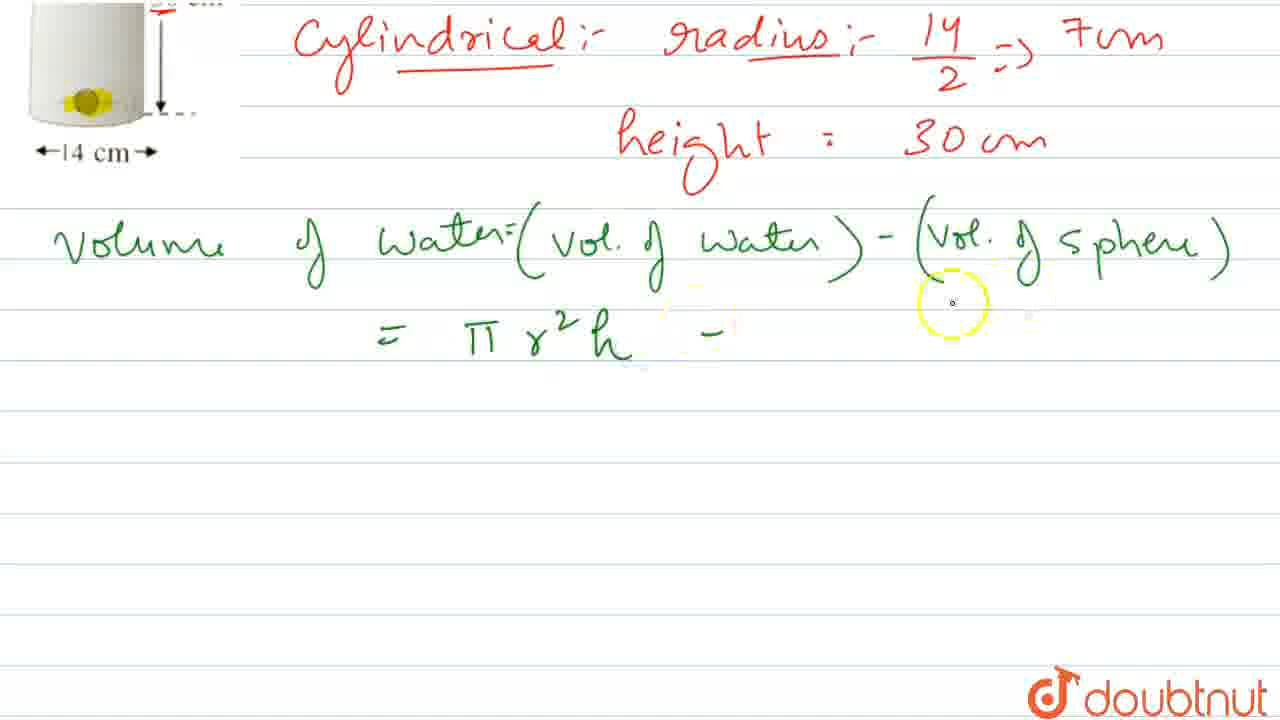 Cylindrical :- radius :- 14/2 => 7cm
14 cm
height : 30 cm
Volume of water = (vol. of water) - (vol. of sphere)
= π r² h -
doubtnut